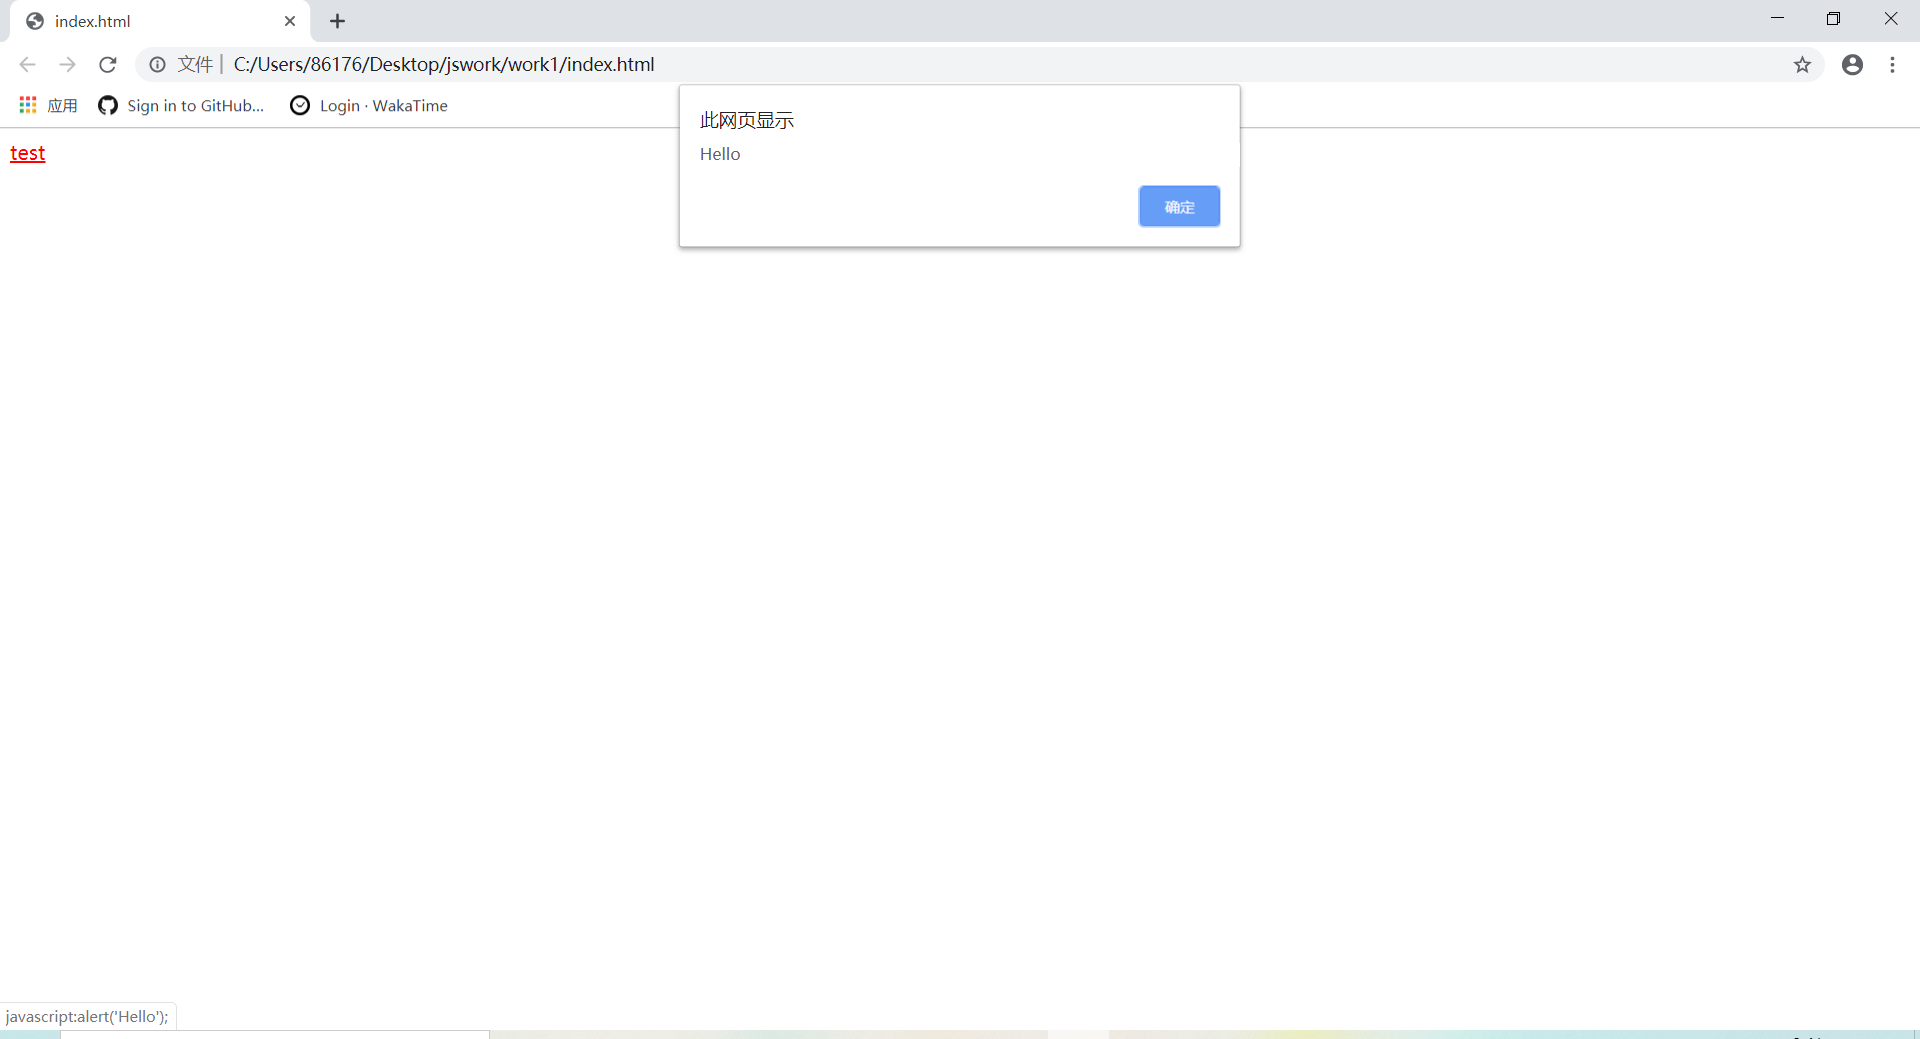 index.html
文件 | C:/Users/86176/Desktop/jswork/work1/index.html
应用 Sign in to GitHub... Login · WakaTime
此网页显示
Hello
确定
test
javascript:alert('Hello');